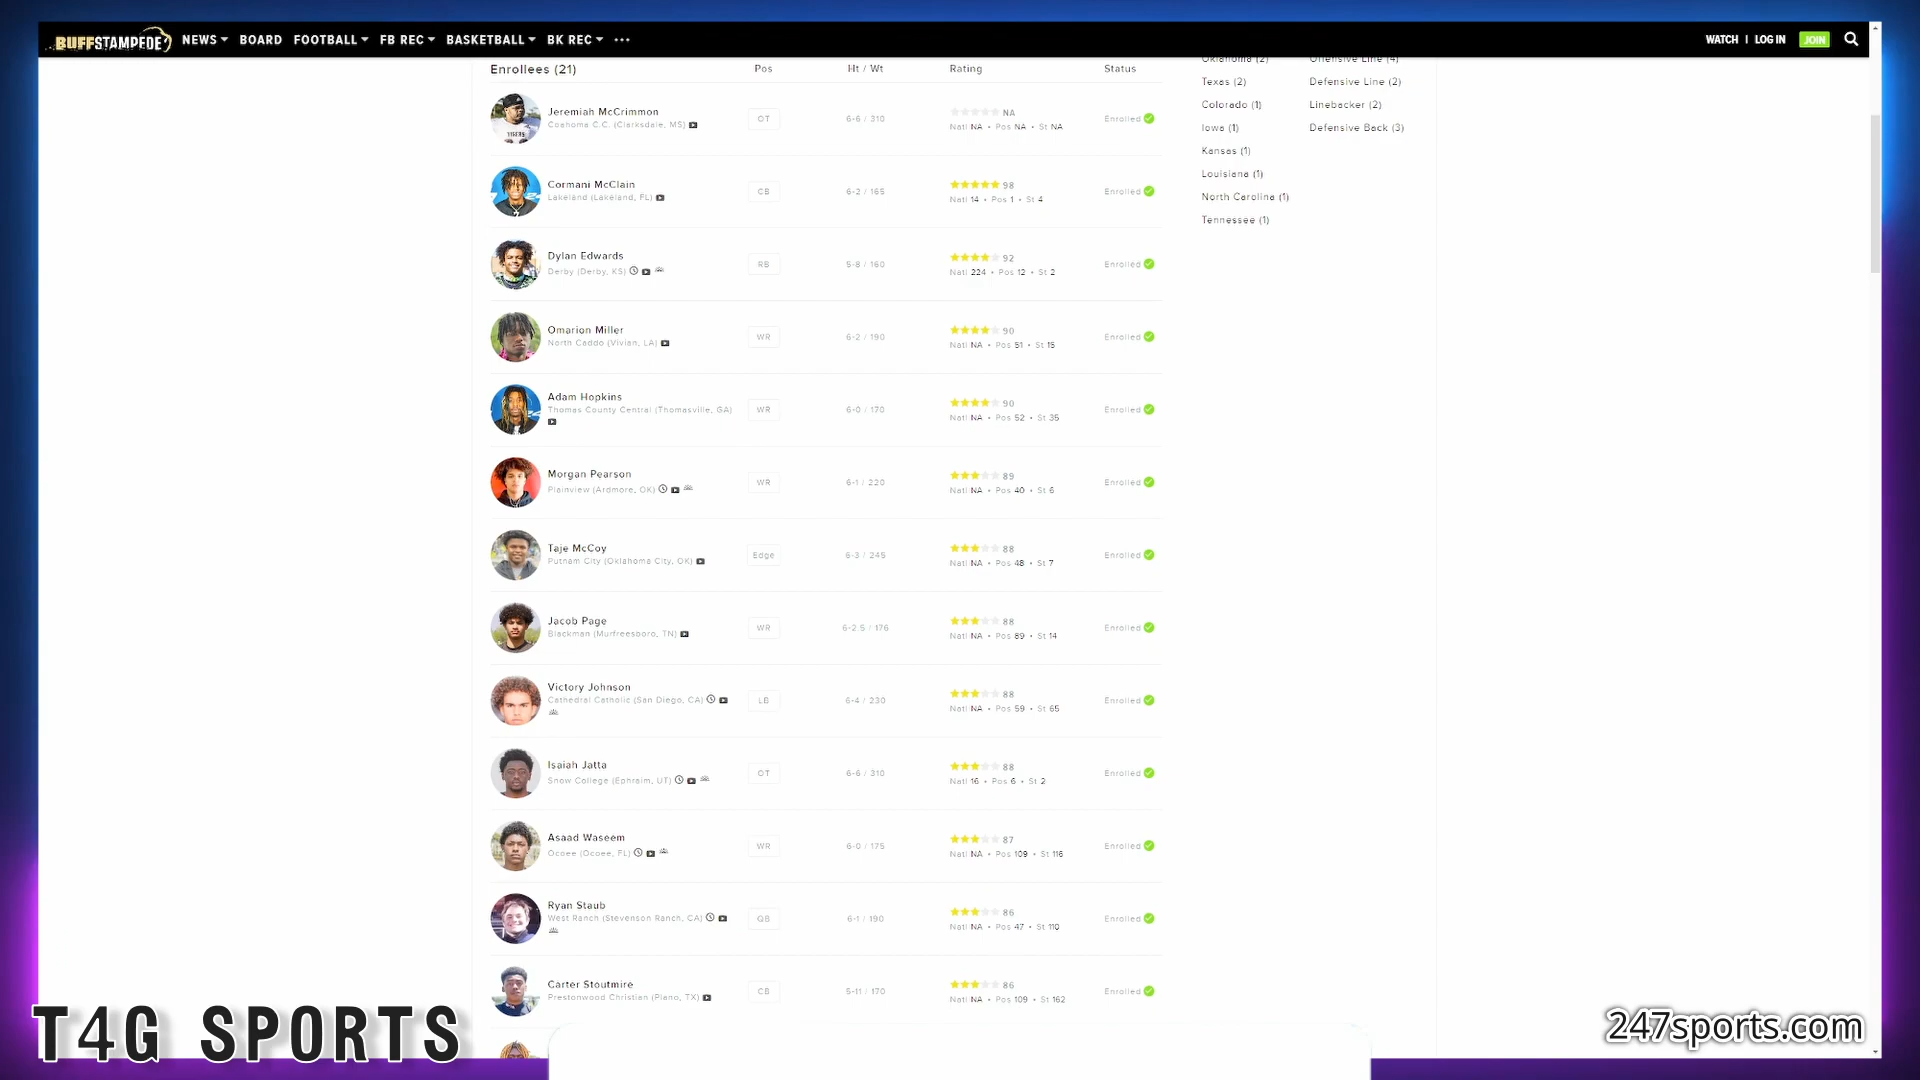 BUFFSTAMPEDE NEWS BOARD FOOTBALL FB REC BASKETBALL BK REC ••• WATCH | LOG IN JOIN
Enrollees (21) Pos Ht / Wt Rating Status
Jeremiah McCrimmon
Coahoma C.C. (Clarksdale, MS)
OT 6-6 / 310 NA
Natl NA • Pos NA • St NA
Enrolled
Cormani McClain
Lakeland (Lakeland, FL)
CB 6-2 / 165 98
Natl 14 • Pos 1 • St 4
Enrolled
Dylan Edwards
Derby (Derby, KS)
RB 5-8 / 160 92
Natl 224 • Pos 12 • St 2
Enrolled
Omarion Miller
North Caddo (Vivian, LA)
WR 6-2 / 190 90
Natl NA • Pos 51 • St 15
Enrolled
Adam Hopkins
Thomas County Central (Thomasville, GA)
WR 6-0 / 170 90
Natl NA • Pos 52 • St 35
Enrolled
Morgan Pearson
Plainview (Ardmore, OK)
WR 6-1 / 220 89
Natl NA • Pos 40 • St 6
Enrolled
Taje McCoy
Putnam City (Oklahoma City, OK)
Edge 6-3 / 245 88
Natl NA • Pos 48 • St 7
Enrolled
Jacob Page
Blackman (Murfreesboro, TN)
WR 6-2.5 / 176 88
Natl NA • Pos 89 • St 14
Enrolled
Victory Johnson
Cathedral Catholic (San Diego, CA)
LB 6-4 / 230 88
Natl NA • Pos 59 • St 65
Enrolled
Isaiah Jatta
Snow College (Ephraim, UT)
OT 6-6 / 310 88
Natl 16 • Pos 6 • St 2
Enrolled
Asaad Waseem
Ocoee (Ocoee, FL)
WR 6-0 / 175 87
Natl NA • Pos 109 • St 116
Enrolled
Ryan Staub
West Ranch (Stevenson Ranch, CA)
QB 6-1 / 190 86
Natl NA • Pos 47 • St 110
Enrolled
Carter Stoutmire
Prestonwood Christian (Plano, TX)
CB 5-11 / 170 86
Natl NA • Pos 109 • St 162
Enrolled
Oklahoma (2) Offensive Line (4)
Texas (2) Defensive Line (2)
Colorado (1) Linebacker (2)
Iowa (1) Defensive Back (3)
Kansas (1)
Louisiana (1)
North Carolina (1)
Tennessee (1)
T4G SPORTS
247sports.com